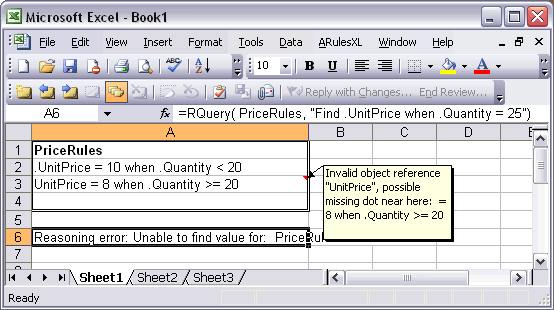 Microsoft Excel - Book1
File Edit View Insert Format Tools Data ARulesXL Window Help
10 B I U
Reply with Changes... End Review...
A6 fx =RQuery( PriceRules, "Find .UnitPrice when .Quantity = 25")
A B C D E
1 PriceRules
2 .UnitPrice = 10 when .Quantity < 20
3 UnitPrice = 8 when .Quantity >= 20
Invalid object reference
"UnitPrice", possible
missing dot near here: =
8 when .Quantity >= 20
4
5
6 Reasoning error: Unable to find value for: PriceRul
7
Sheet1 Sheet2 Sheet3
Ready